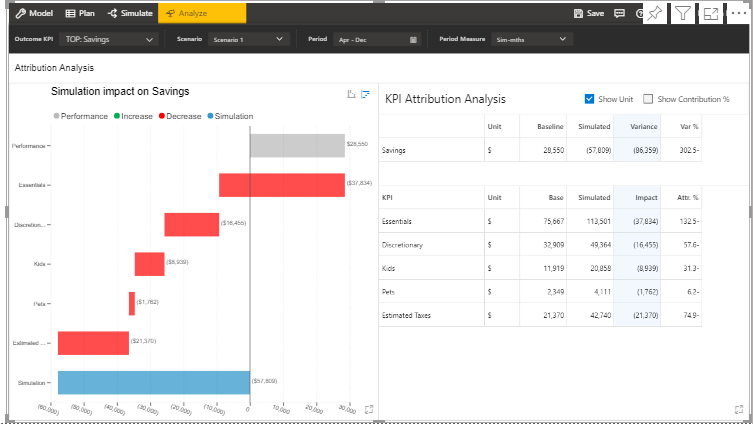 Model Plan Simulate Analyze Save
Outcome KPI TOP: Savings Scenario Scenario 1 Period Apr - Dec Period Measure Sim-mths
Attribution Analysis
Simulation impact on Savings
Performance Increase Decrease Simulation
Performance
$28,550
Essentials
($37,834)
Discretion...
($16,455)
Kids
($8,939)
Pets
($1,762)
Estimated ...
($21,370)
Simulation
($57,809)
(60,000) (50,000) (40,000) (30,000) (20,000) (10,000) 0 10,000 20,000 30,000
KPI Attribution Analysis Show Unit Show Contribution %
Unit Baseline Simulated Variance Var %
Savings $ 28,550 (57,809) (86,359) 302.5-
KPI Unit Base Simulated Impact Attr. %
Essentials $ 75,667 113,501 (37,834) 132.5-
Discretionary $ 32,909 49,364 (16,455) 57.6-
Kids $ 11,919 20,858 (8,939) 31.3-
Pets $ 2,349 4,111 (1,762) 6.2-
Estimated Taxes $ 21,370 42,740 (21,370) 74.9-